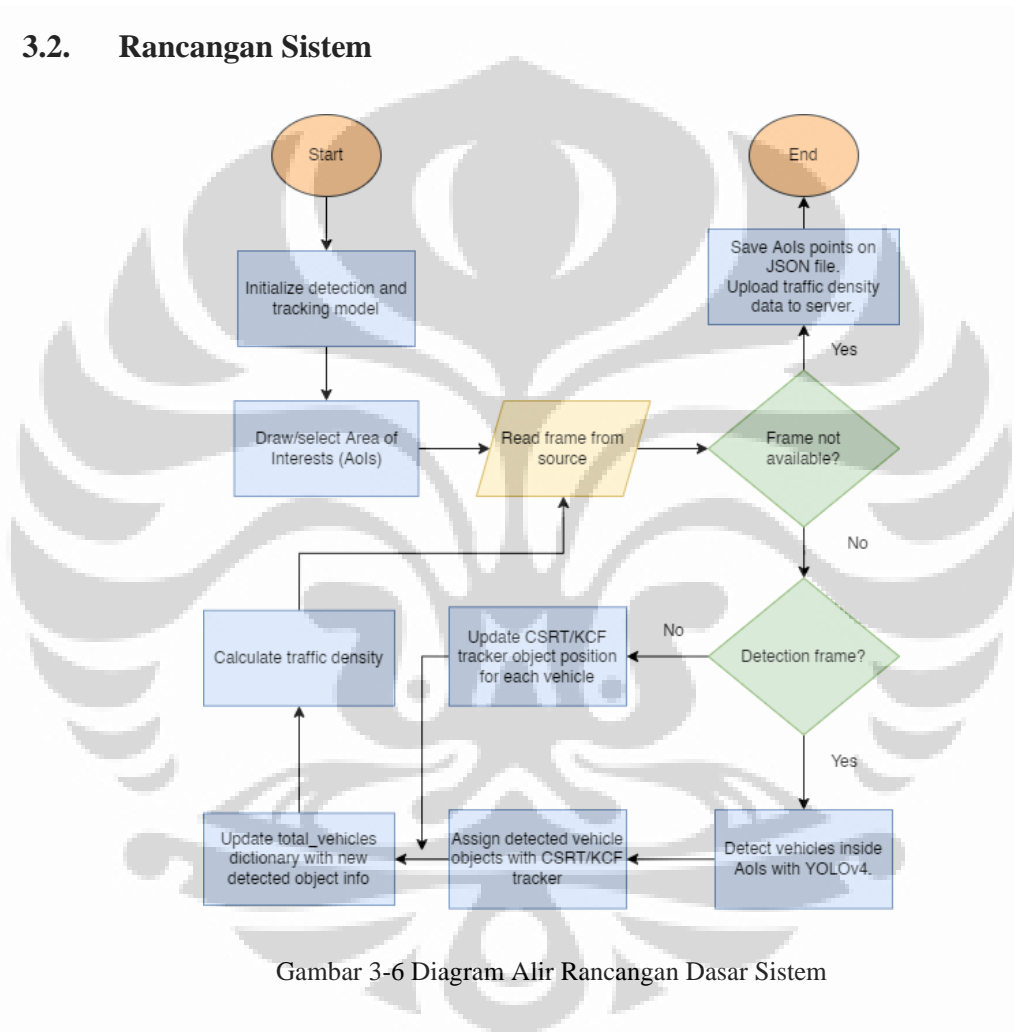 3.2. Rancangan Sistem
Start
End
Initialize detection and
tracking model
Save AoIs points on
JSON file.
Upload traffic density
data to server.
Yes
Draw/select Area of
Interests (AoIs)
Read frame from
source
Frame not
available?
No
Detection frame?
No
Update CSRT/KCF
tracker object position
for each vehicle
Calculate traffic density
Yes
Detect vehicles inside
AoIs with YOLOv4.
Assign detected vehicle
objects with CSRT/KCF
tracker
Update total_vehicles
dictionary with new
detected object info
Gambar 3-6 Diagram Alir Rancangan Dasar Sistem